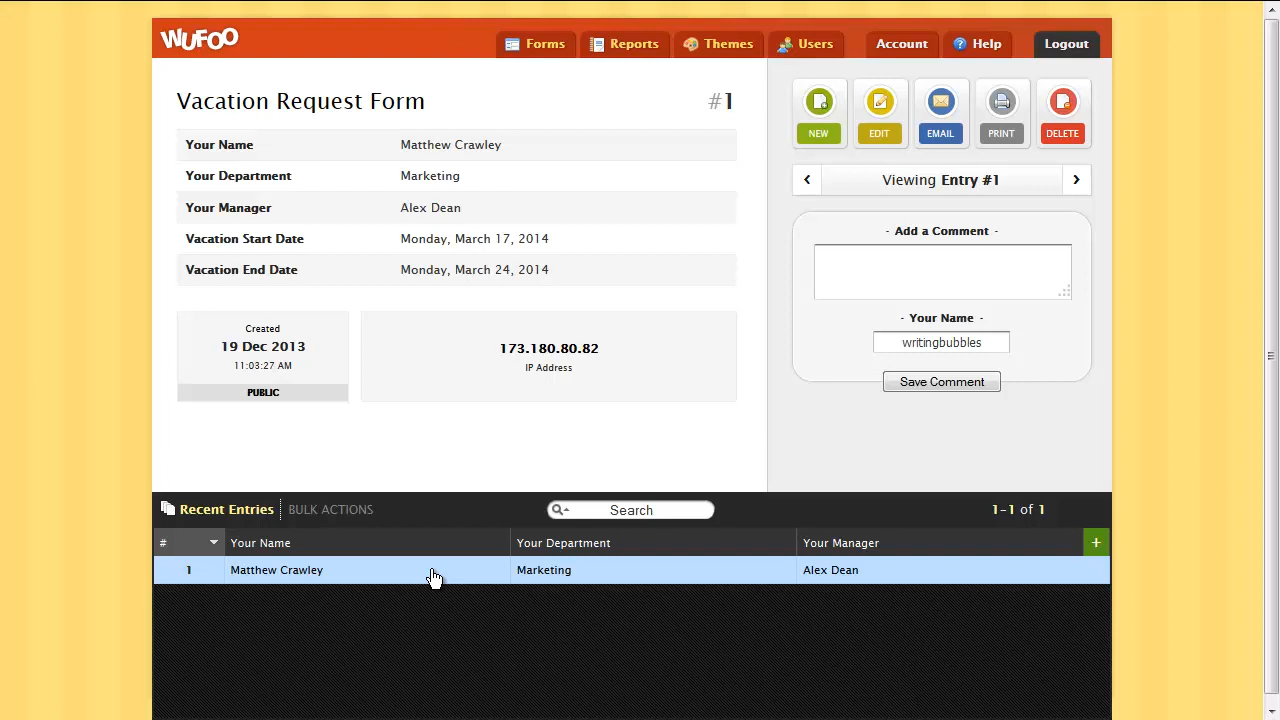 WUFOO
Forms
Reports
Themes
Users
Account
Help
Logout
Vacation Request Form
#1
Your Name Matthew Crawley
Your Department Marketing
Your Manager Alex Dean
Vacation Start Date Monday, March 17, 2014
Vacation End Date Monday, March 24, 2014
Created
19 Dec 2013
11:03:27 AM
PUBLIC
173.180.80.82
IP Address
NEW
EDIT
EMAIL
PRINT
DELETE
Viewing Entry #1
- Add a Comment -
- Your Name -
writingbubbles
Save Comment
Recent Entries
BULK ACTIONS
Search
1-1 of 1
# Your Name Your Department Your Manager +
1 Matthew Crawley Marketing Alex Dean